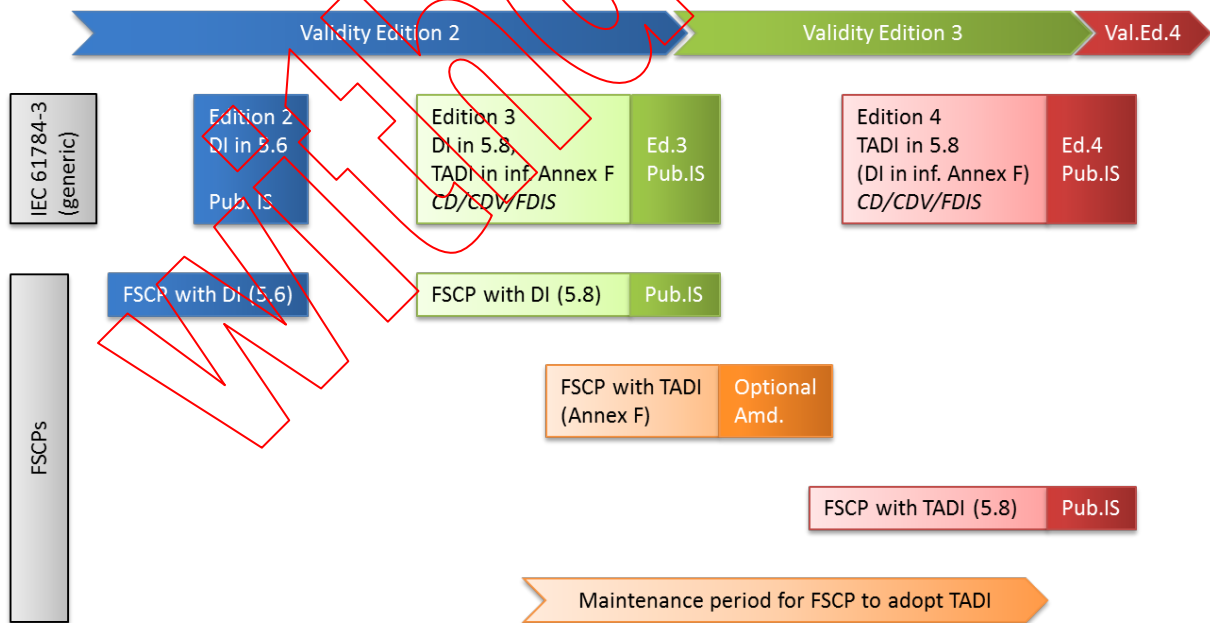 Validity Edition 2
Validity Edition 3
Val.Ed.4
IEC 61784-3
(generic)
Edition 2
DI in 5.6
Pub. IS
Edition 3
DI in 5.8,
TADI in inf. Annex F
CD/CDV/FDIS
Ed.3
Pub.IS
Edition 4
TADI in 5.8
(DI in inf. Annex F)
CD/CDV/FDIS
Ed.4
Pub.IS
FSCPs
FSCP with DI (5.6)
FSCP with DI (5.8)
Pub.IS
FSCP with TADI
(Annex F)
Optional
Amd.
FSCP with TADI (5.8)
Pub.IS
Maintenance period for FSCP to adopt TADI